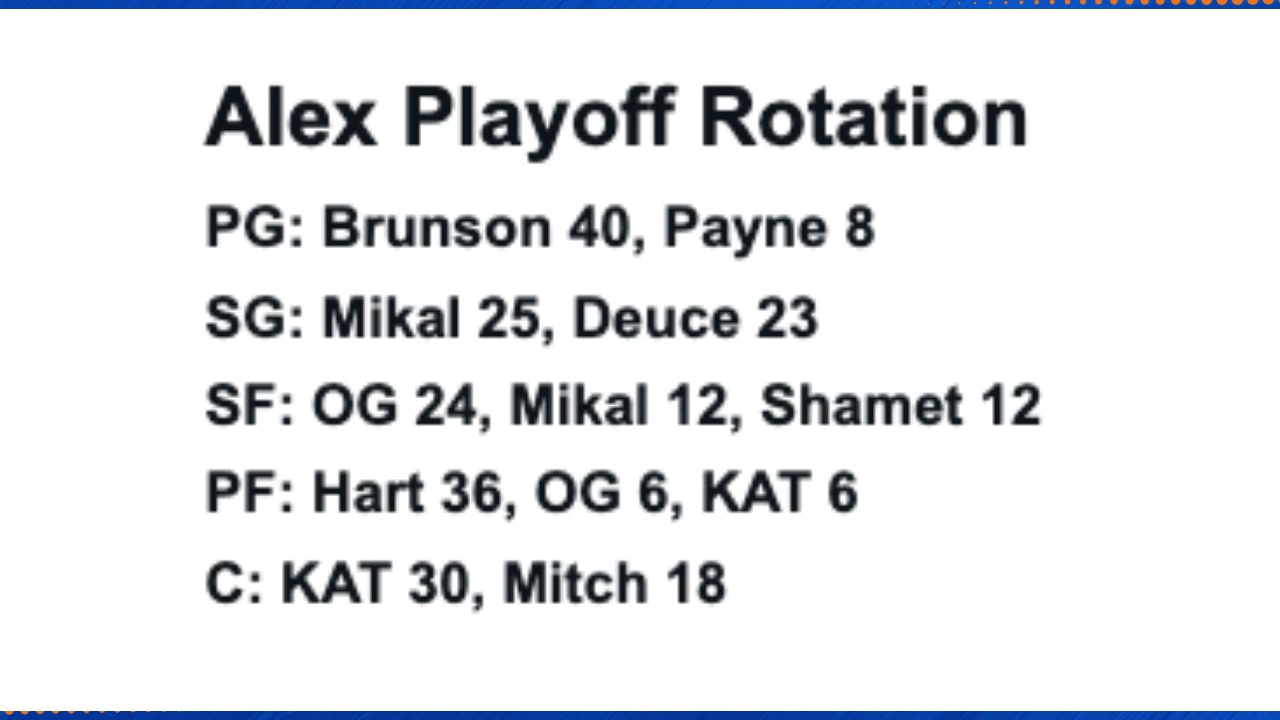 Alex Playoff Rotation
PG: Brunson 40, Payne 8
SG: Mikal 25, Deuce 23
SF: OG 24, Mikal 12, Shamet 12
PF: Hart 36, OG 6, KAT 6
C: KAT 30, Mitch 18